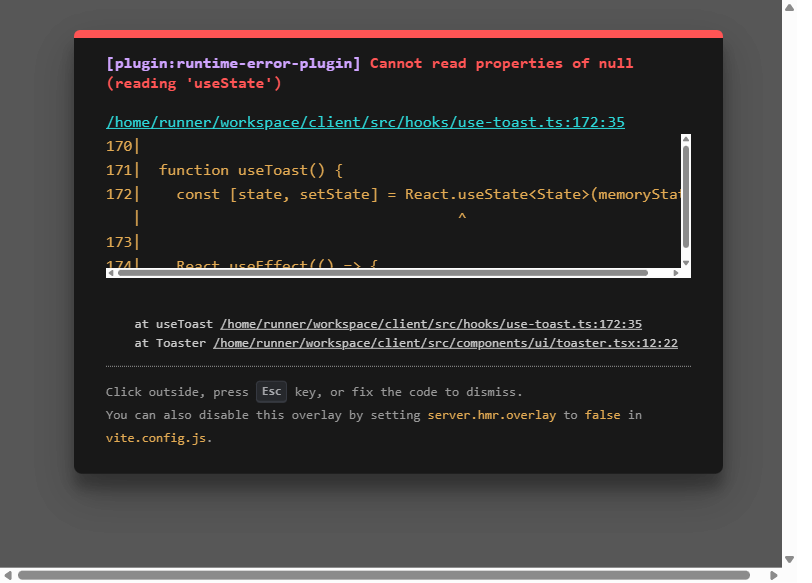 [plugin:runtime-error-plugin] Cannot read properties of null
(reading 'useState')
/home/runner/workspace/client/src/hooks/use-toast.ts:172:35
170|
171|  function useToast() {
172|    const [state, setState] = React.useState<State>(memoryStat
   |                                    ^
173|
174|    React.useEffect(() => {
at useToast /home/runner/workspace/client/src/hooks/use-toast.ts:172:35
at Toaster /home/runner/workspace/client/src/components/ui/toaster.tsx:12:22
Click outside, press Esc key, or fix the code to dismiss.
You can also disable this overlay by setting server.hmr.overlay to false in
vite.config.js.